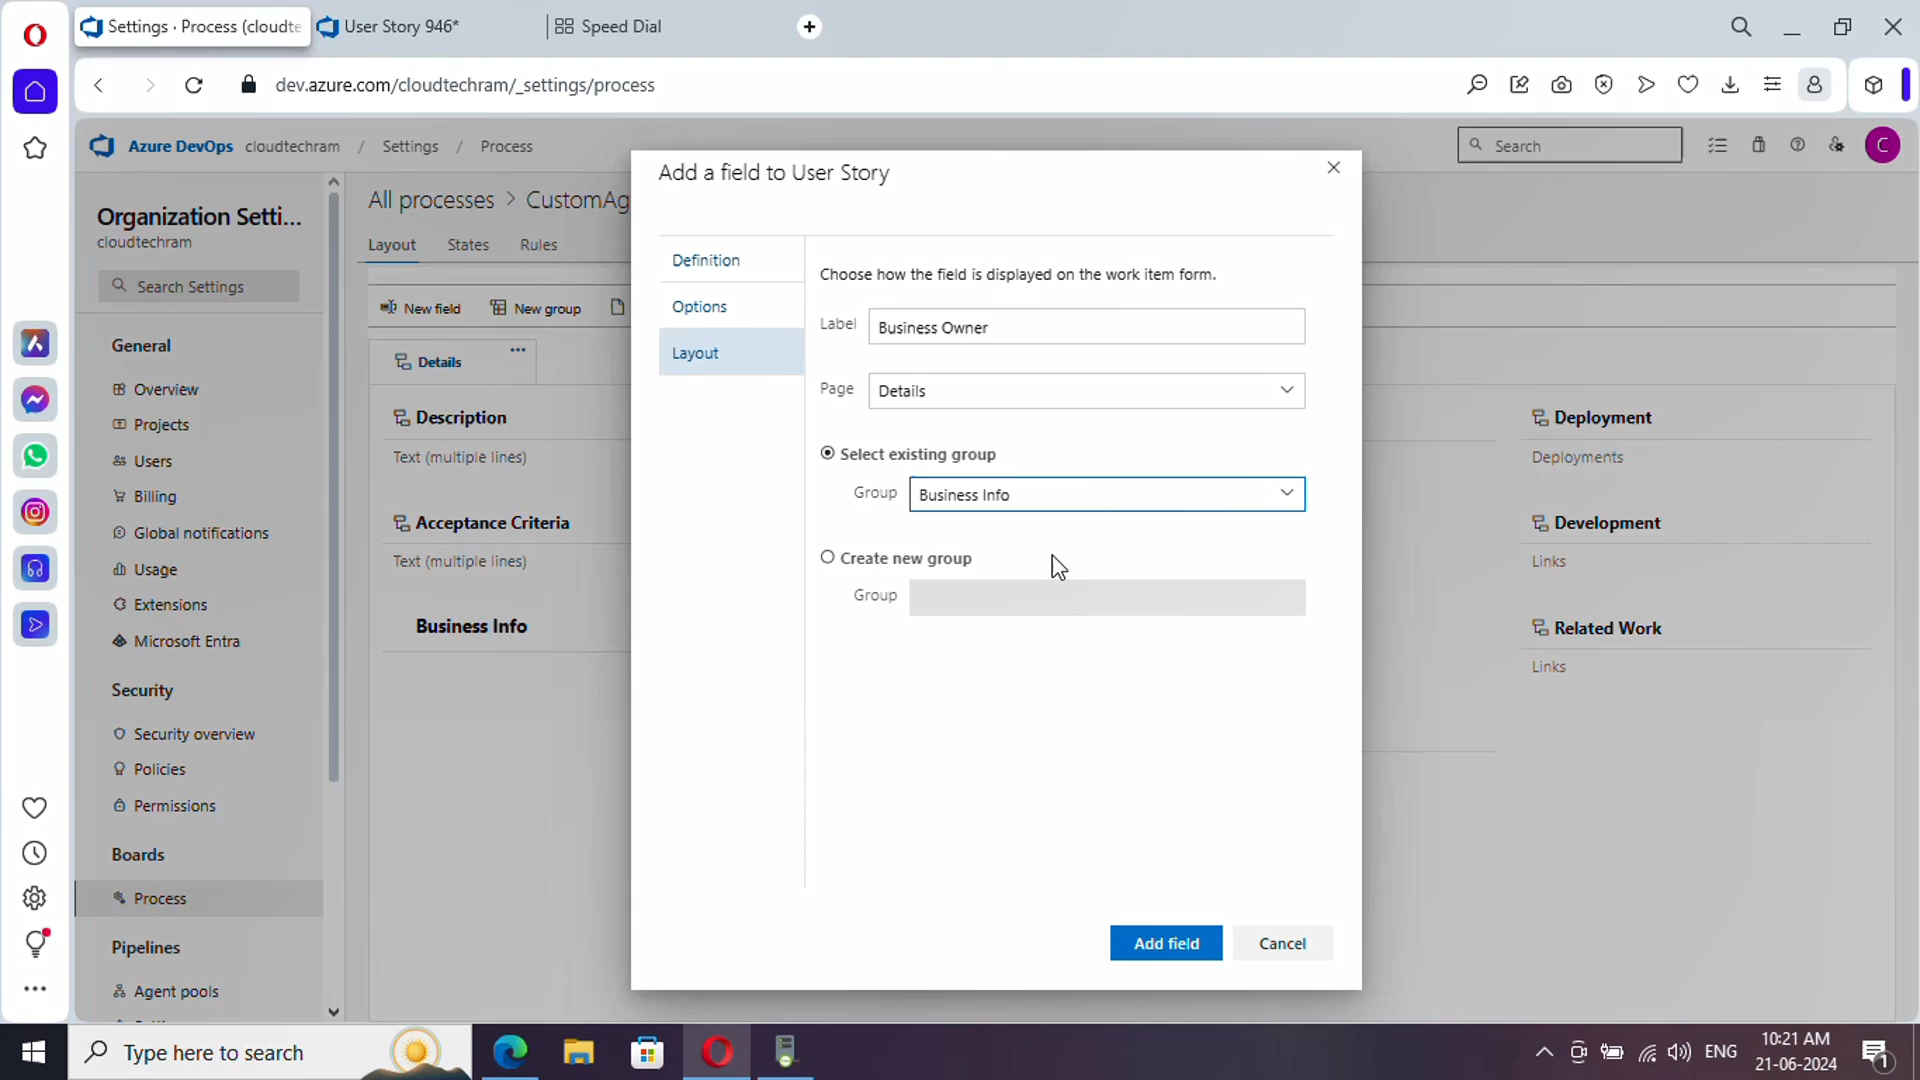 Settings · Process (cloudte
User Story 946*
Speed Dial
dev.azure.com/cloudtechram/_settings/process
Azure DevOps cloudtechram / Settings / Process
Search
C
Organization Setti...
cloudtechram
Search Settings
General
Overview
Projects
Users
Billing
Global notifications
Usage
Extensions
Microsoft Entra
Security
Security overview
Policies
Permissions
Boards
Process
Pipelines
Agent pools
All processes > CustomAg
Layout States Rules
New field New group
Details
Description
Text (multiple lines)
Acceptance Criteria
Text (multiple lines)
Business Info
Add a field to User Story
Definition
Options
Layout
Choose how the field is displayed on the work item form.
Label Business Owner
Page Details
Select existing group
Group Business Info
Create new group
Group
Add field Cancel
Deployment
Deployments
Development
Links
Related Work
Links
Type here to search
ENG
10:21 AM
21-06-2024
1